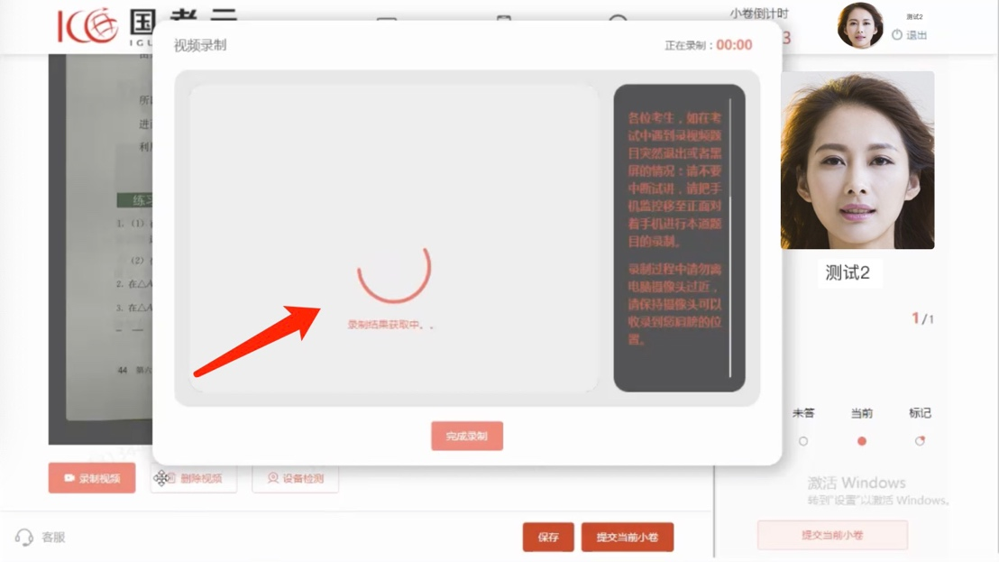 国考云
小卷倒计时
3
测试2
退出
视频录制
正在录制：00:00
各位考生，如在考
试中遇到录视频题
目突然退出或者黑
屏的情况：请不要
中断试讲，请把手
机监控移至正面对
着手机进行本道题
目的录制。
录制过程中请勿离
电脑摄像头过近，
请保持摄像头可以
收录到您肩膀的位
置。
录制结果获取中。。
完成录制
测试2
1/1
未答
当前
标记
所
进
利
练习
1.（1）
（2）
2. 在△A
3. 在△A
44 第六
录制视频
删除视频
设备检测
激活 Windows
转到"设置"以激活 Windows。
客服
保存
提交当前小卷
提交当前小卷